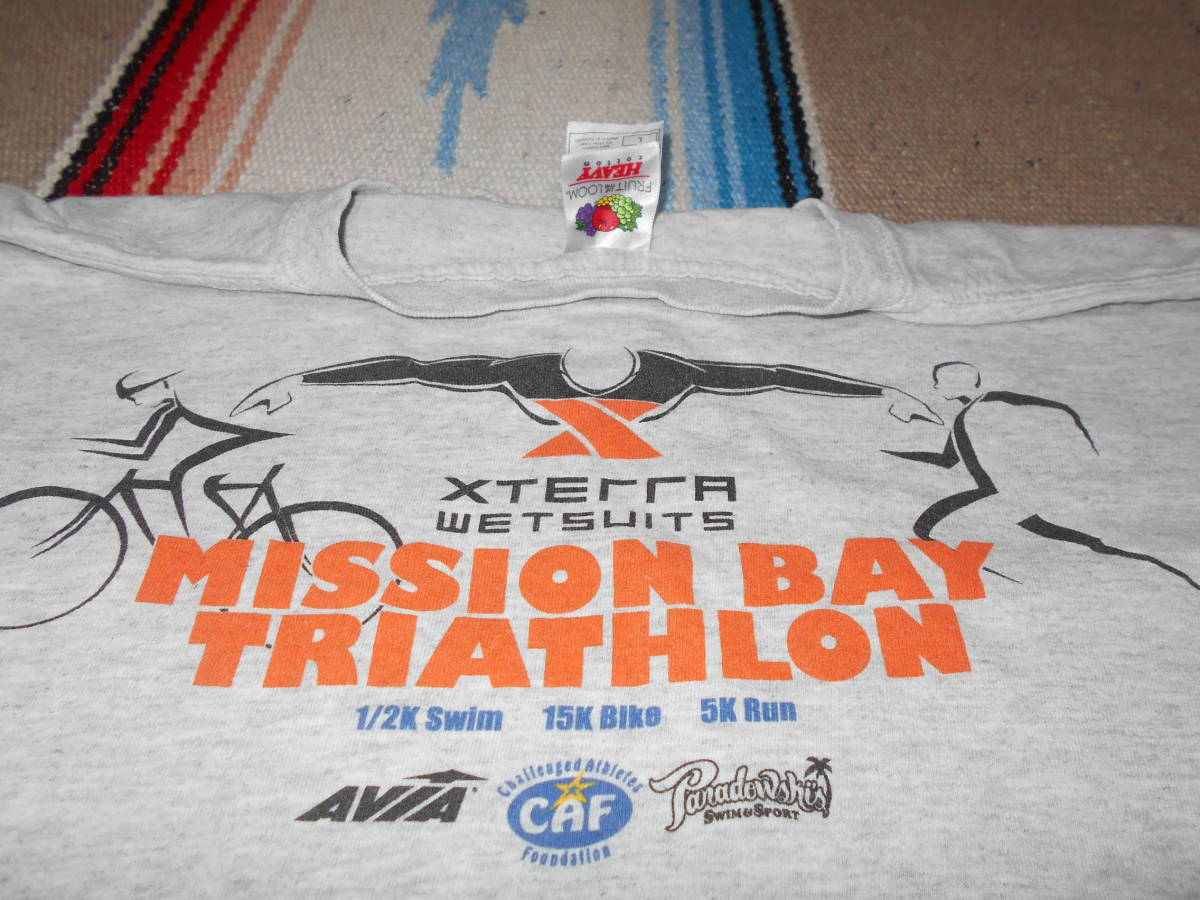 L
HEAVY
cotton
FRUIT OF THE LOOM®
XTERRA
WETSUITS
MISSION BAY
TRIATHLON
1/2K Swim 15K Bike 5K Run
AVIA
Challenged Athletes
CAF
Foundation
Paradowski's
SWIM & SPORT